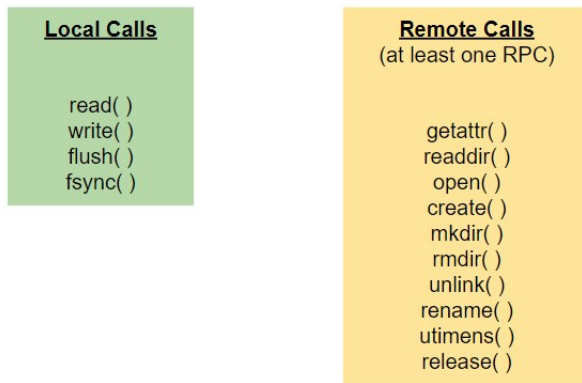 Local Calls
read( )
write( )
flush( )
fsync( )
Remote Calls
(at least one RPC)
getattr( )
readdir( )
open( )
create( )
mkdir( )
rmdir( )
unlink( )
rename( )
utimens( )
release( )